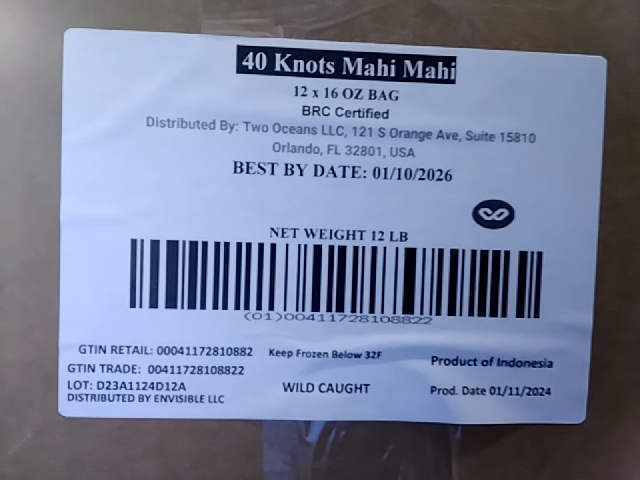 40 Knots Mahi Mahi
12 x 16 OZ BAG
BRC Certified
Distributed By: Two Oceans LLC, 121 S Orange Ave, Suite 15810
Orlando, FL 32801, USA
BEST BY DATE: 01/10/2026
NET WEIGHT 12 LB
(01)00411728108822
GTIN RETAIL: 00041172810882
Keep Frozen Below 32F
Product of Indonesia
GTIN TRADE: 00411728108822
LOT: D23A1124D12A
WILD CAUGHT
Prod. Date 01/11/2024
DISTRIBUTED BY ENVISIBLE LLC